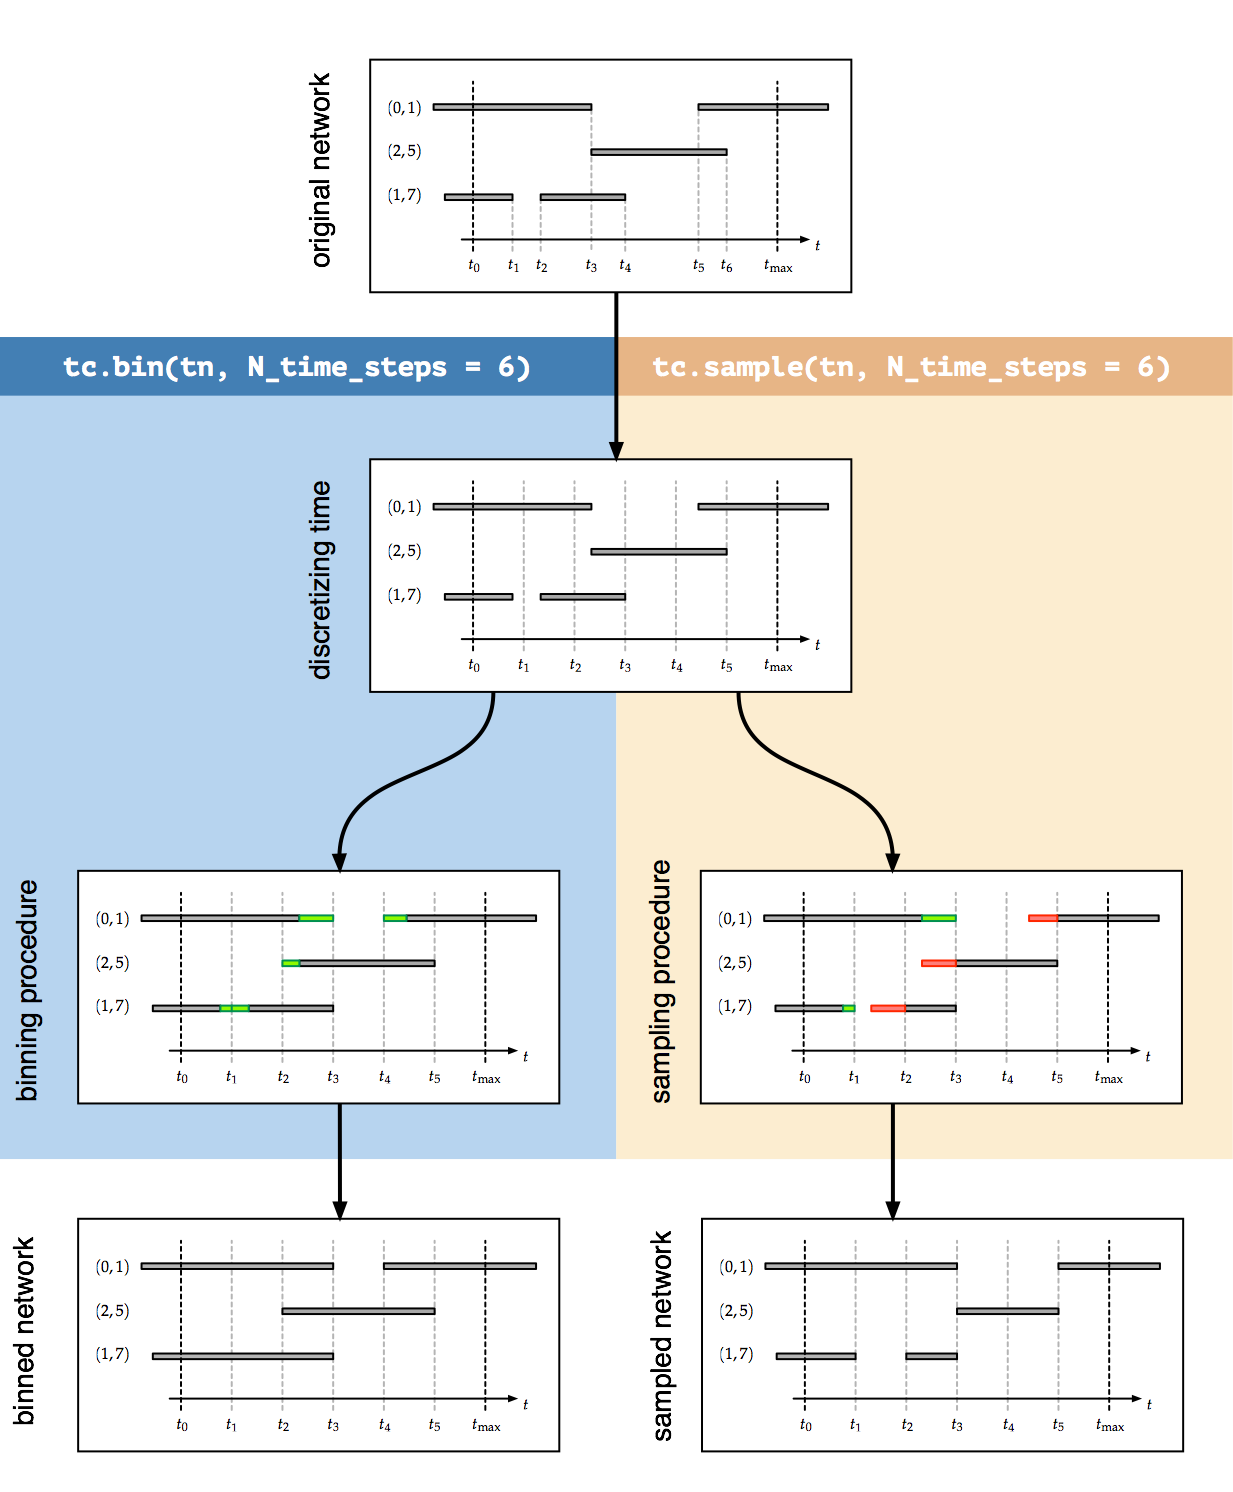 original network
(0, 1)
(2, 5)
(1, 7)
t
t0 t1 t2 t3 t4 t5 t6 tmax
tc.bin(tn, N_time_steps = 6)
tc.sample(tn, N_time_steps = 6)
discretizing time
(0, 1)
(2, 5)
(1, 7)
t
t0 t1 t2 t3 t4 t5 tmax
binning procedure
(0, 1)
(2, 5)
(1, 7)
t
t0 t1 t2 t3 t4 t5 tmax
sampling procedure
(0, 1)
(2, 5)
(1, 7)
t
t0 t1 t2 t3 t4 t5 tmax
binned network
(0, 1)
(2, 5)
(1, 7)
t
t0 t1 t2 t3 t4 t5 tmax
sampled network
(0, 1)
(2, 5)
(1, 7)
t
t0 t1 t2 t3 t4 t5 tmax